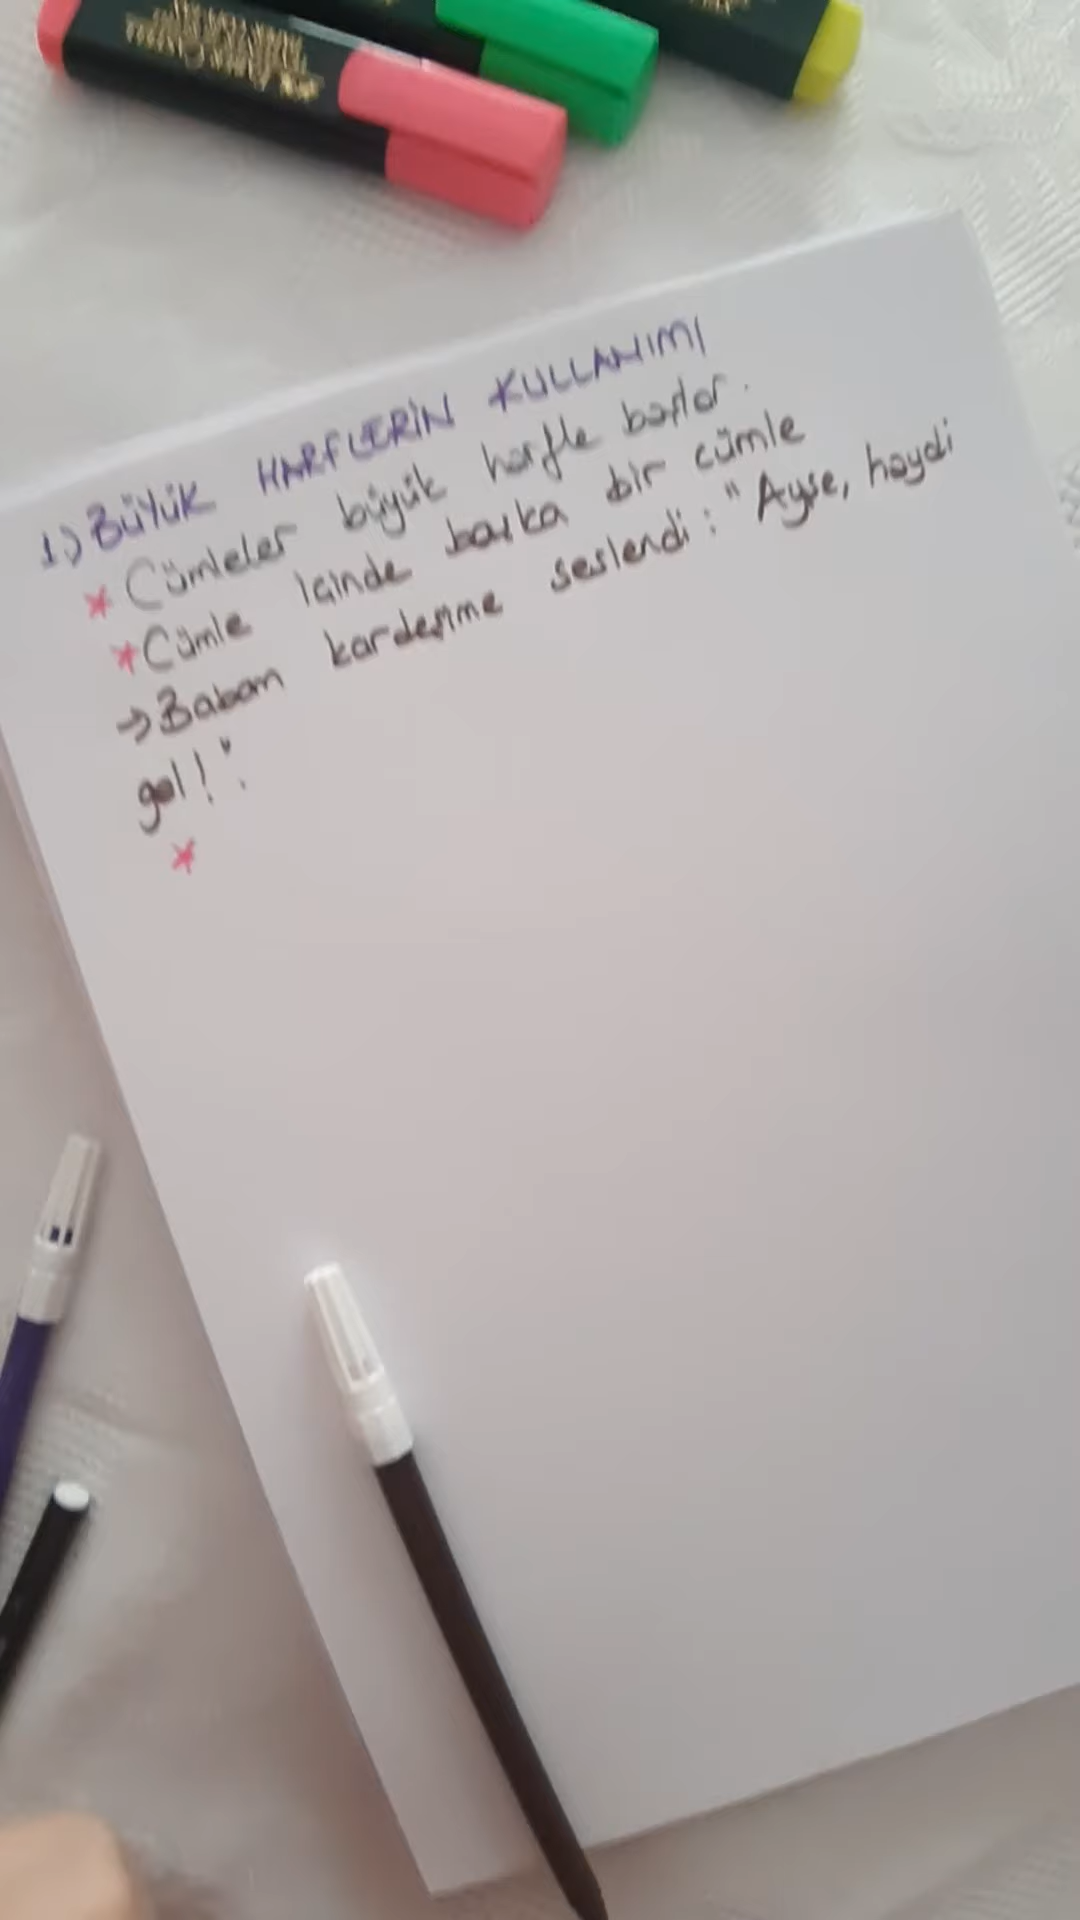 1) BÜYÜK HARFLERİN KULLANIMI
* Cümleler büyük harfle başlar.
* Cümle içinde başka bir cümle
→ Babam kardeşime seslendi : "Ayşe, haydi
gel!".
*